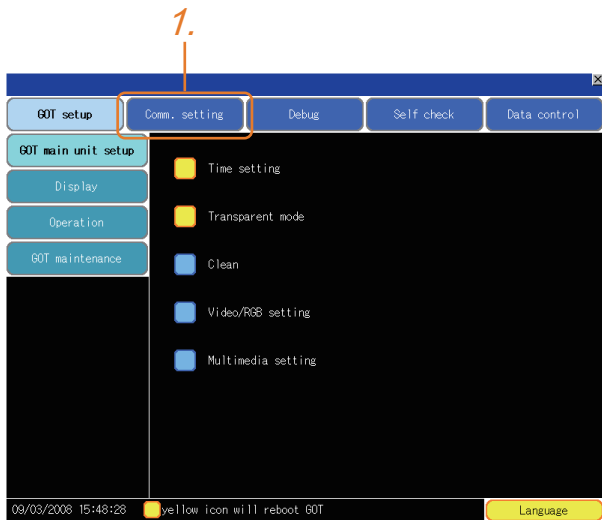 1.
×
GOT setup
Comm. setting
Debug
Self check
Data control
GOT main unit setup
Display
Operation
GOT maintenance
Time setting
Transparent mode
Clean
Video/RGB setting
Multimedia setting
09/03/2008 15:48:28
yellow icon will reboot GOT
Language